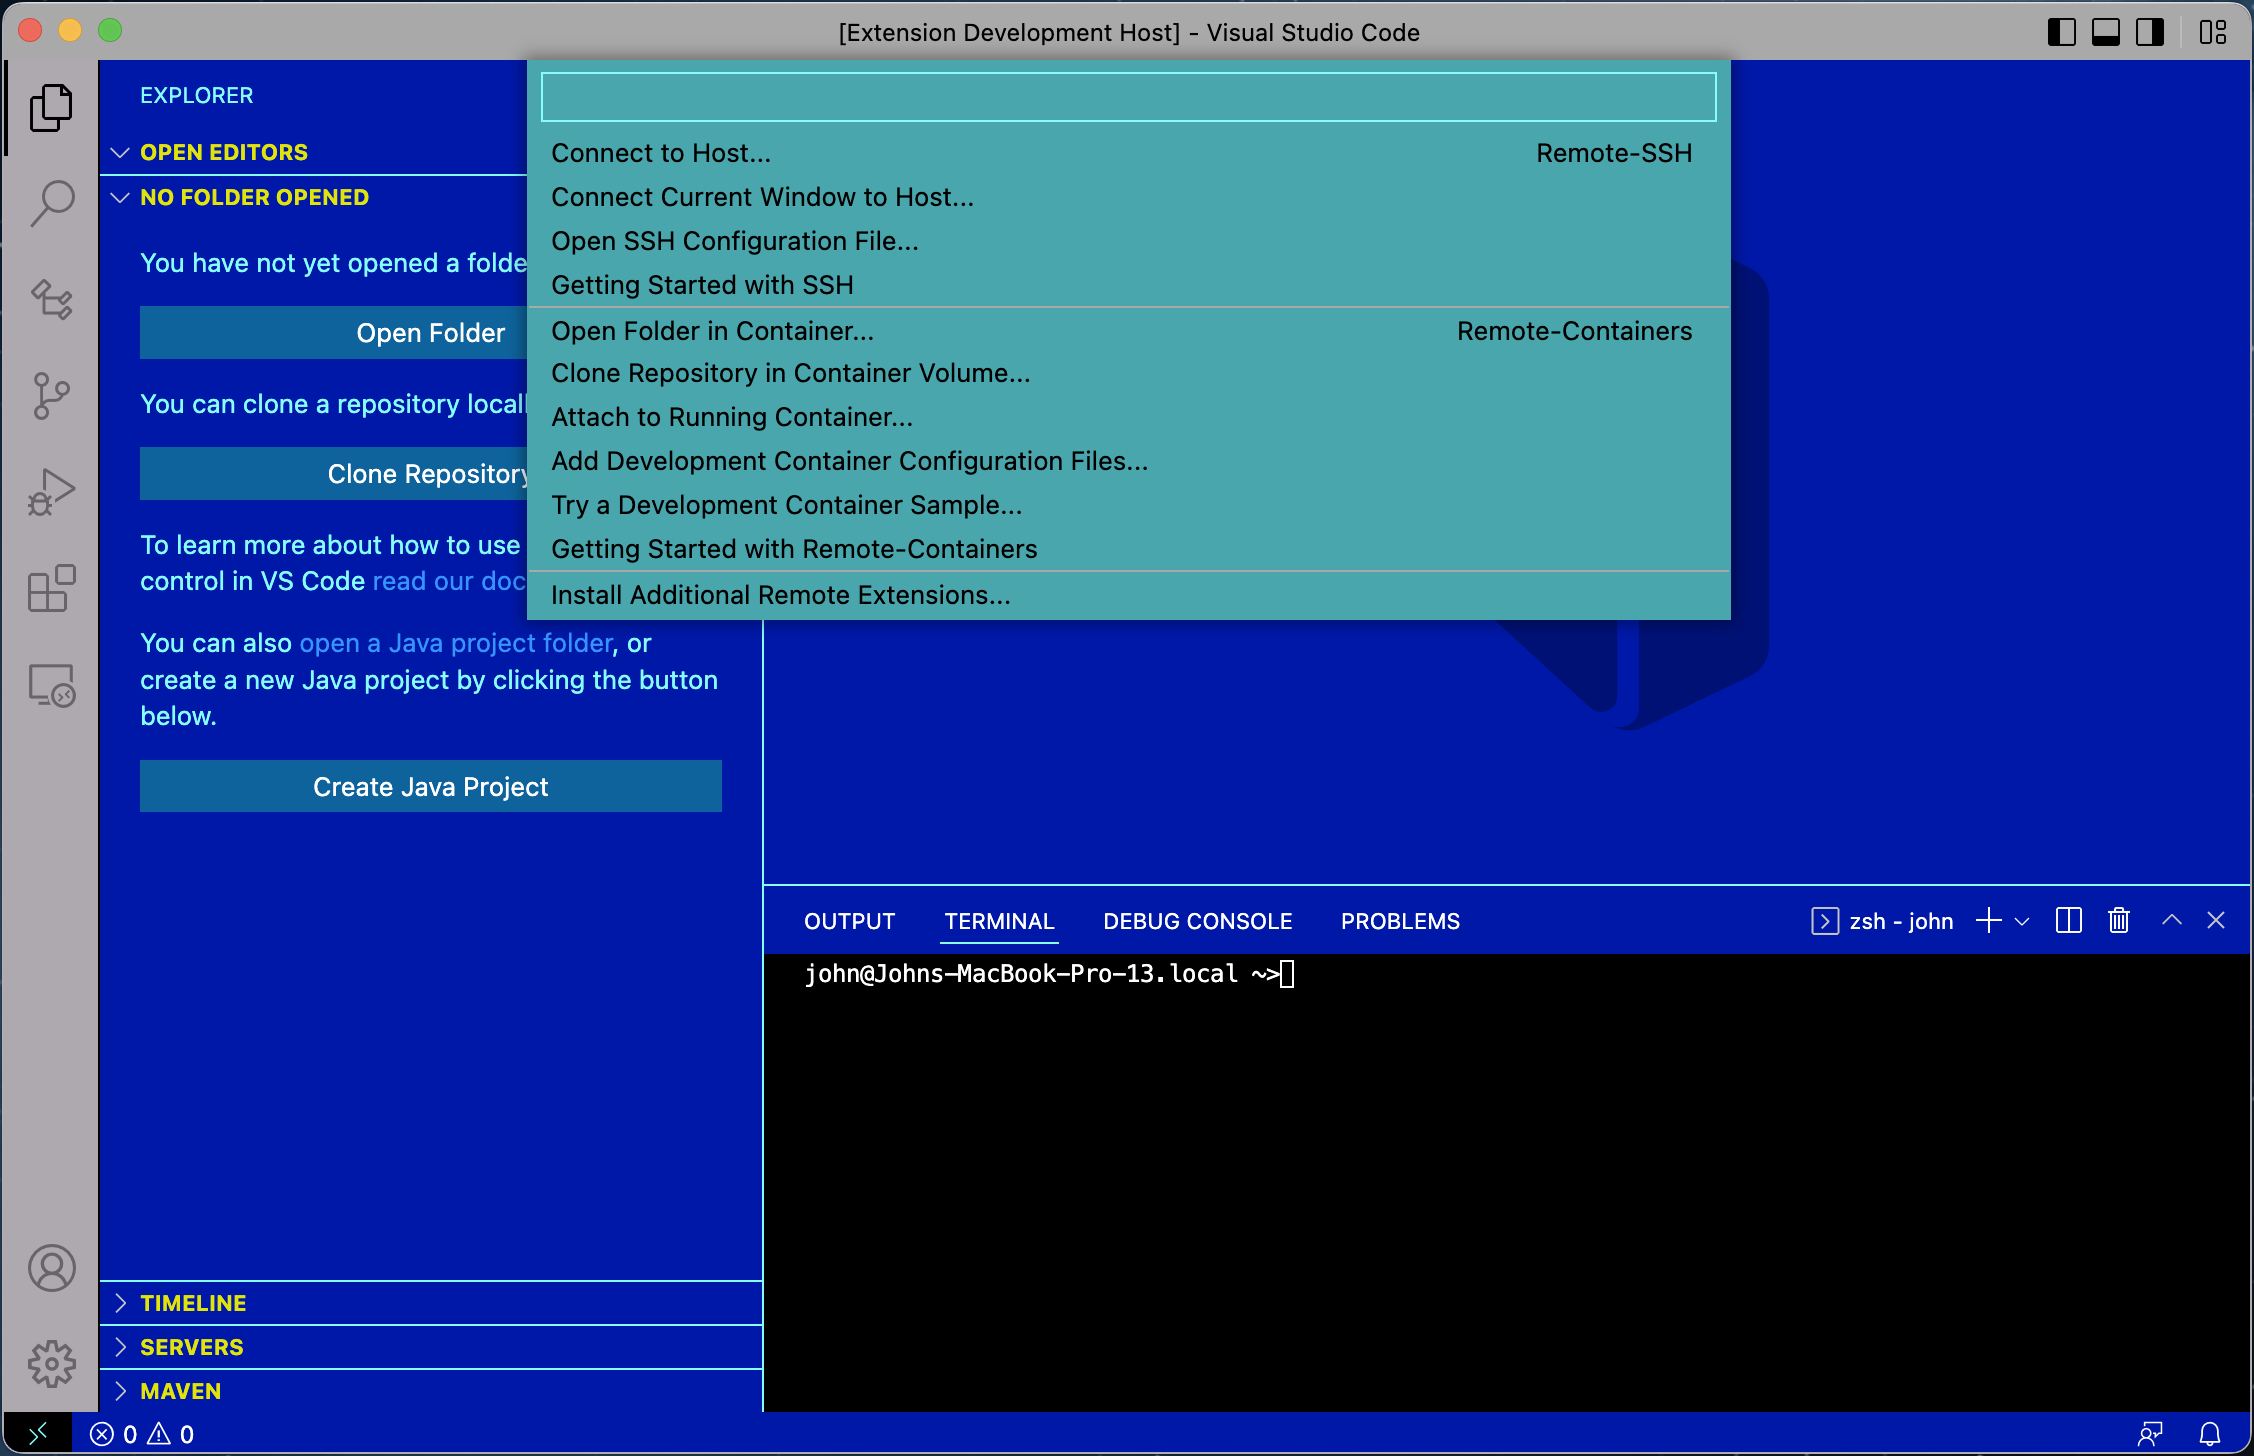 [Extension Development Host] - Visual Studio Code
EXPLORER
OPEN EDITORS
NO FOLDER OPENED
You have not yet opened a folde
Open Folder
You can clone a repository locall
Clone Repository
To learn more about how to use
control in VS Code read our doc
You can also open a Java project folder, or
create a new Java project by clicking the button
below.
Create Java Project
TIMELINE
SERVERS
MAVEN
Connect to Host... Remote-SSH
Connect Current Window to Host...
Open SSH Configuration File...
Getting Started with SSH
Open Folder in Container... Remote-Containers
Clone Repository in Container Volume...
Attach to Running Container...
Add Development Container Configuration Files...
Try a Development Container Sample...
Getting Started with Remote-Containers
Install Additional Remote Extensions...
OUTPUT TERMINAL DEBUG CONSOLE PROBLEMS zsh - john
john@Johns-MacBook-Pro-13.local ~>
0 0